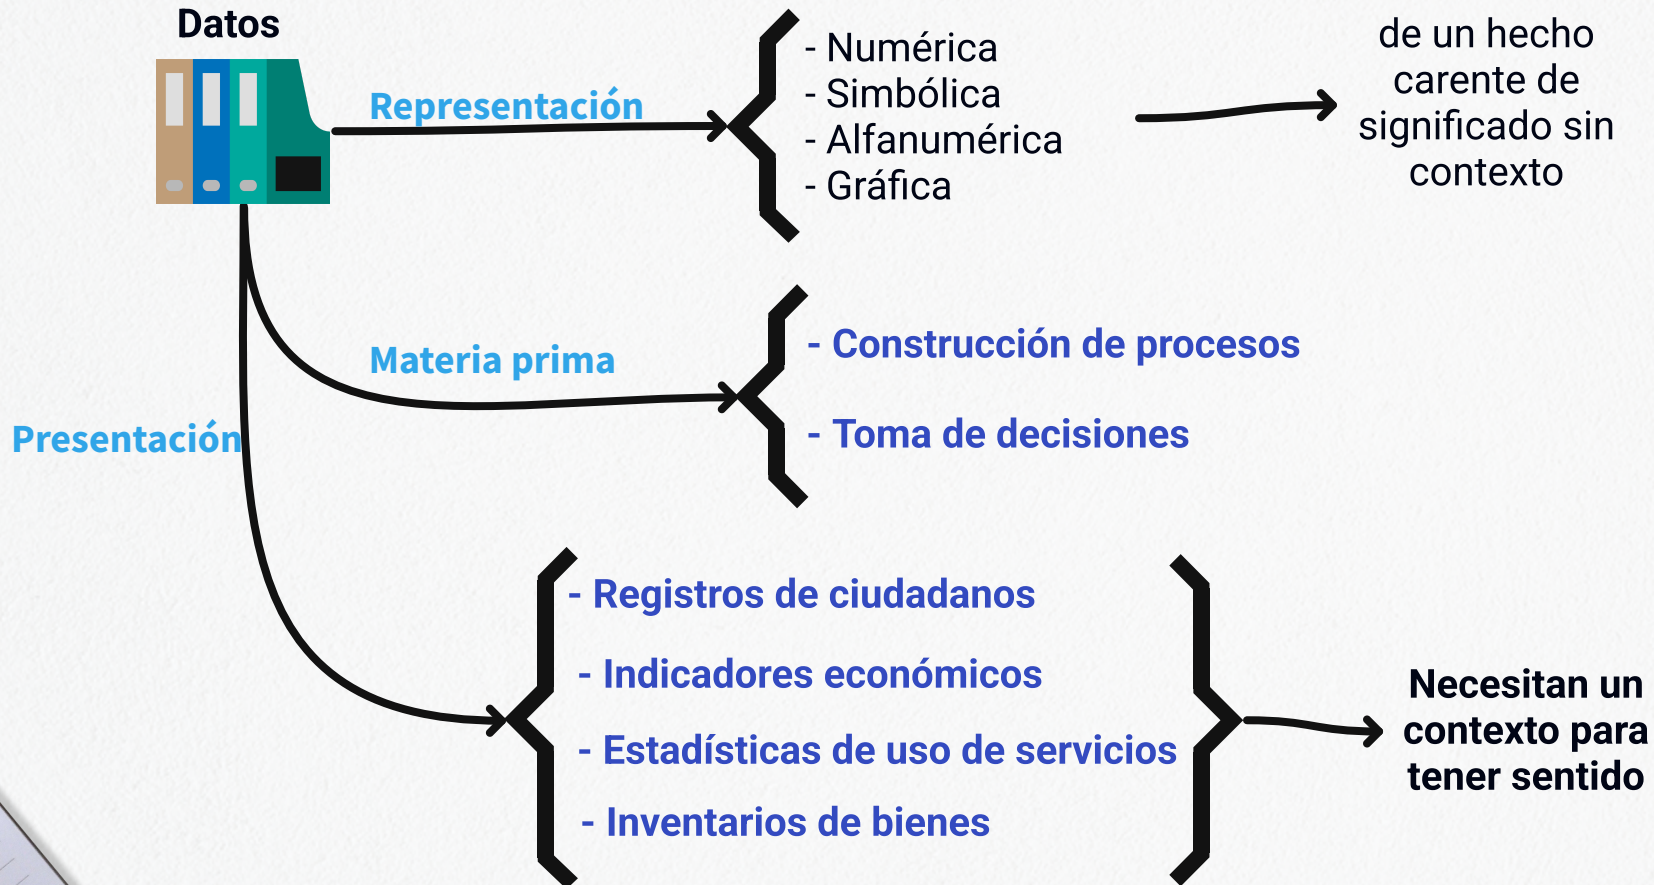 Datos
Representación
- Numérica
- Simbólica
- Alfanumérica
- Gráfica
de un hecho
carente de
significado sin
contexto
Materia prima
- Construcción de procesos
- Toma de decisiones
Presentación
- Registros de ciudadanos
- Indicadores económicos
- Estadísticas de uso de servicios
- Inventarios de bienes
Necesitan un
contexto para
tener sentido